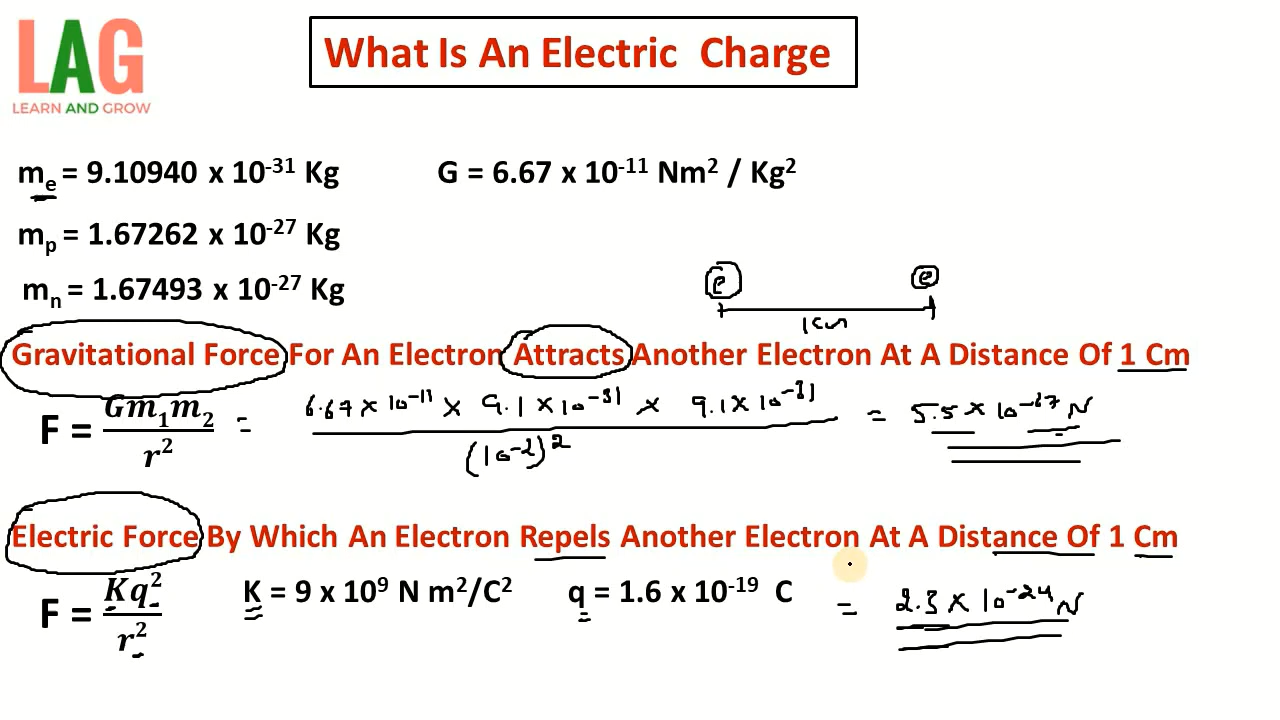 LAG
LEARN AND GROW
What Is An Electric Charge
mₑ = 9.10940 x 10⁻³¹ Kg
G = 6.67 x 10⁻¹¹ Nm² / Kg²
mₚ = 1.67262 x 10⁻²⁷ Kg
mₙ = 1.67493 x 10⁻²⁷ Kg
e e
1cm
Gravitational Force For An Electron Attracts Another Electron At A Distance Of 1 Cm
F = Gm₁m₂ / r² = 6.67 x 10⁻¹¹ x 9.1 x 10⁻³¹ x 9.1 x 10⁻³¹ / (10⁻²)² = 5.5 x 10⁻⁶⁷ N
Electric Force By Which An Electron Repels Another Electron At A Distance Of 1 Cm
F = Kq² / r² K = 9 x 10⁹ N m²/C² q = 1.6 x 10⁻¹⁹ C = 2.3 x 10⁻²⁴ N